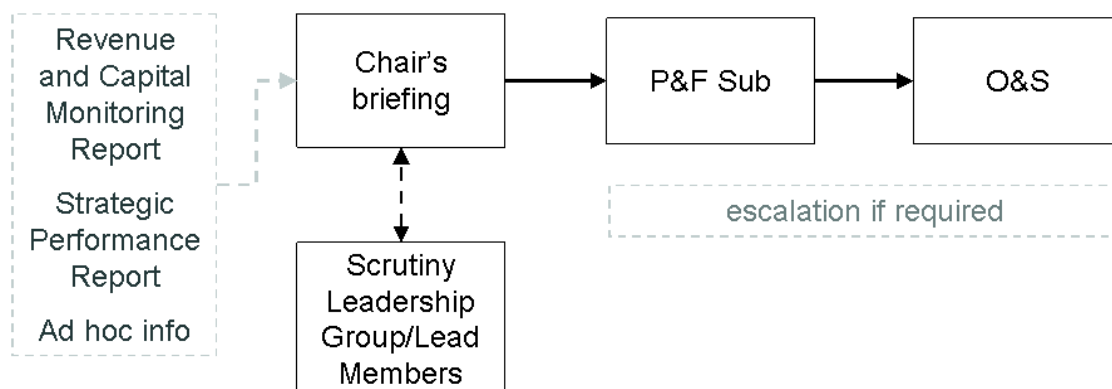 Revenue
and Capital
Monitoring
Report
Strategic
Performance
Report
Ad hoc info
Chair's
briefing
P&F Sub
O&S
escalation if required
Scrutiny
Leadership
Group/Lead
Members